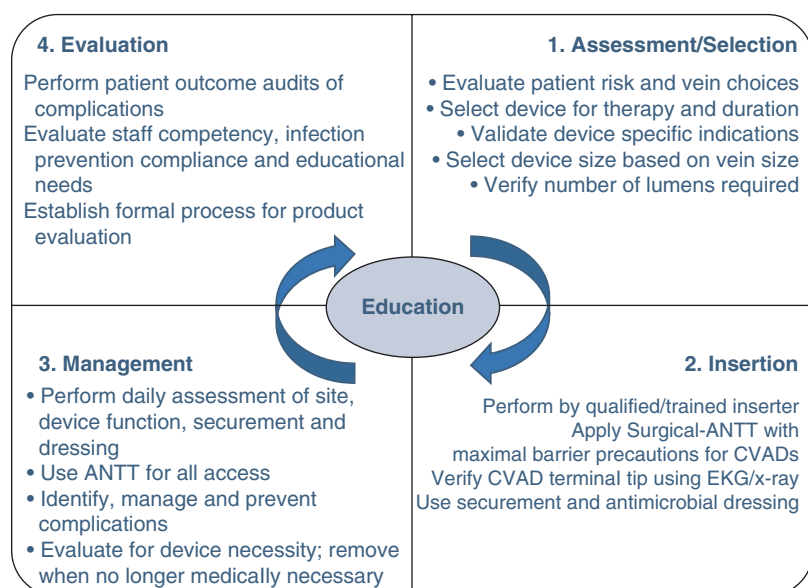 4. Evaluation
Perform patient outcome audits of
complications
Evaluate staff competency, infection
prevention compliance and educational
needs
Establish formal process for product
evaluation
1. Assessment/Selection
• Evaluate patient risk and vein choices
• Select device for therapy and duration
• Validate device specific indications
• Select device size based on vein size
• Verify number of lumens required
Education
3. Management
• Perform daily assessment of site,
device function, securement and
dressing
• Use ANTT for all access
• Identify, manage and prevent
complications
• Evaluate for device necessity; remove
when no longer medically necessary
2. Insertion
Perform by qualified/trained inserter
Apply Surgical-ANTT with
maximal barrier precautions for CVADs
Verify CVAD terminal tip using EKG/x-ray
Use securement and antimicrobial dressing